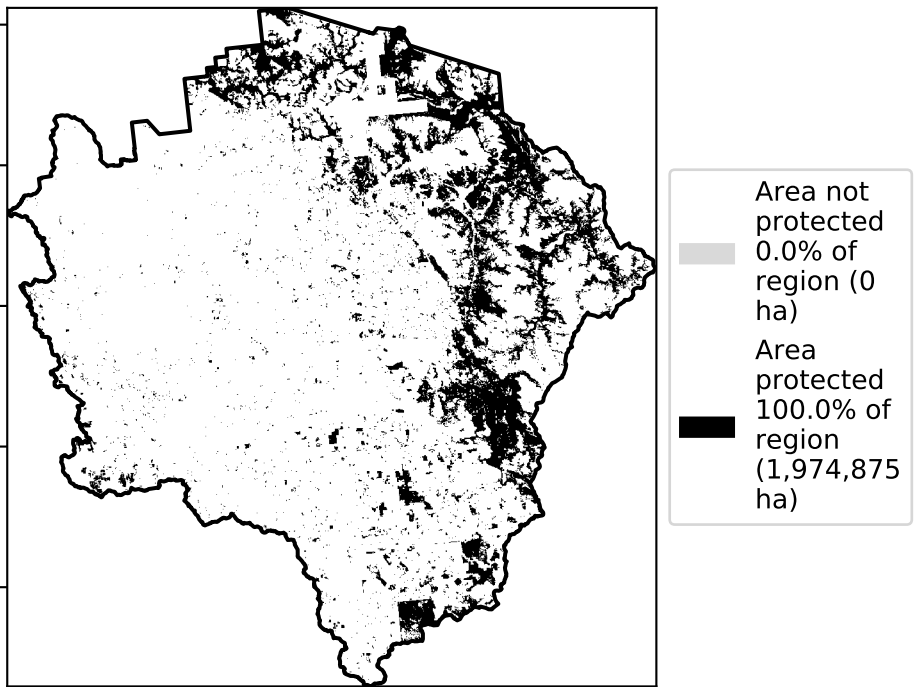 Area not
protected
0.0% of
region (0
ha)
Area
protected
100.0% of
region
(1,974,875
ha)